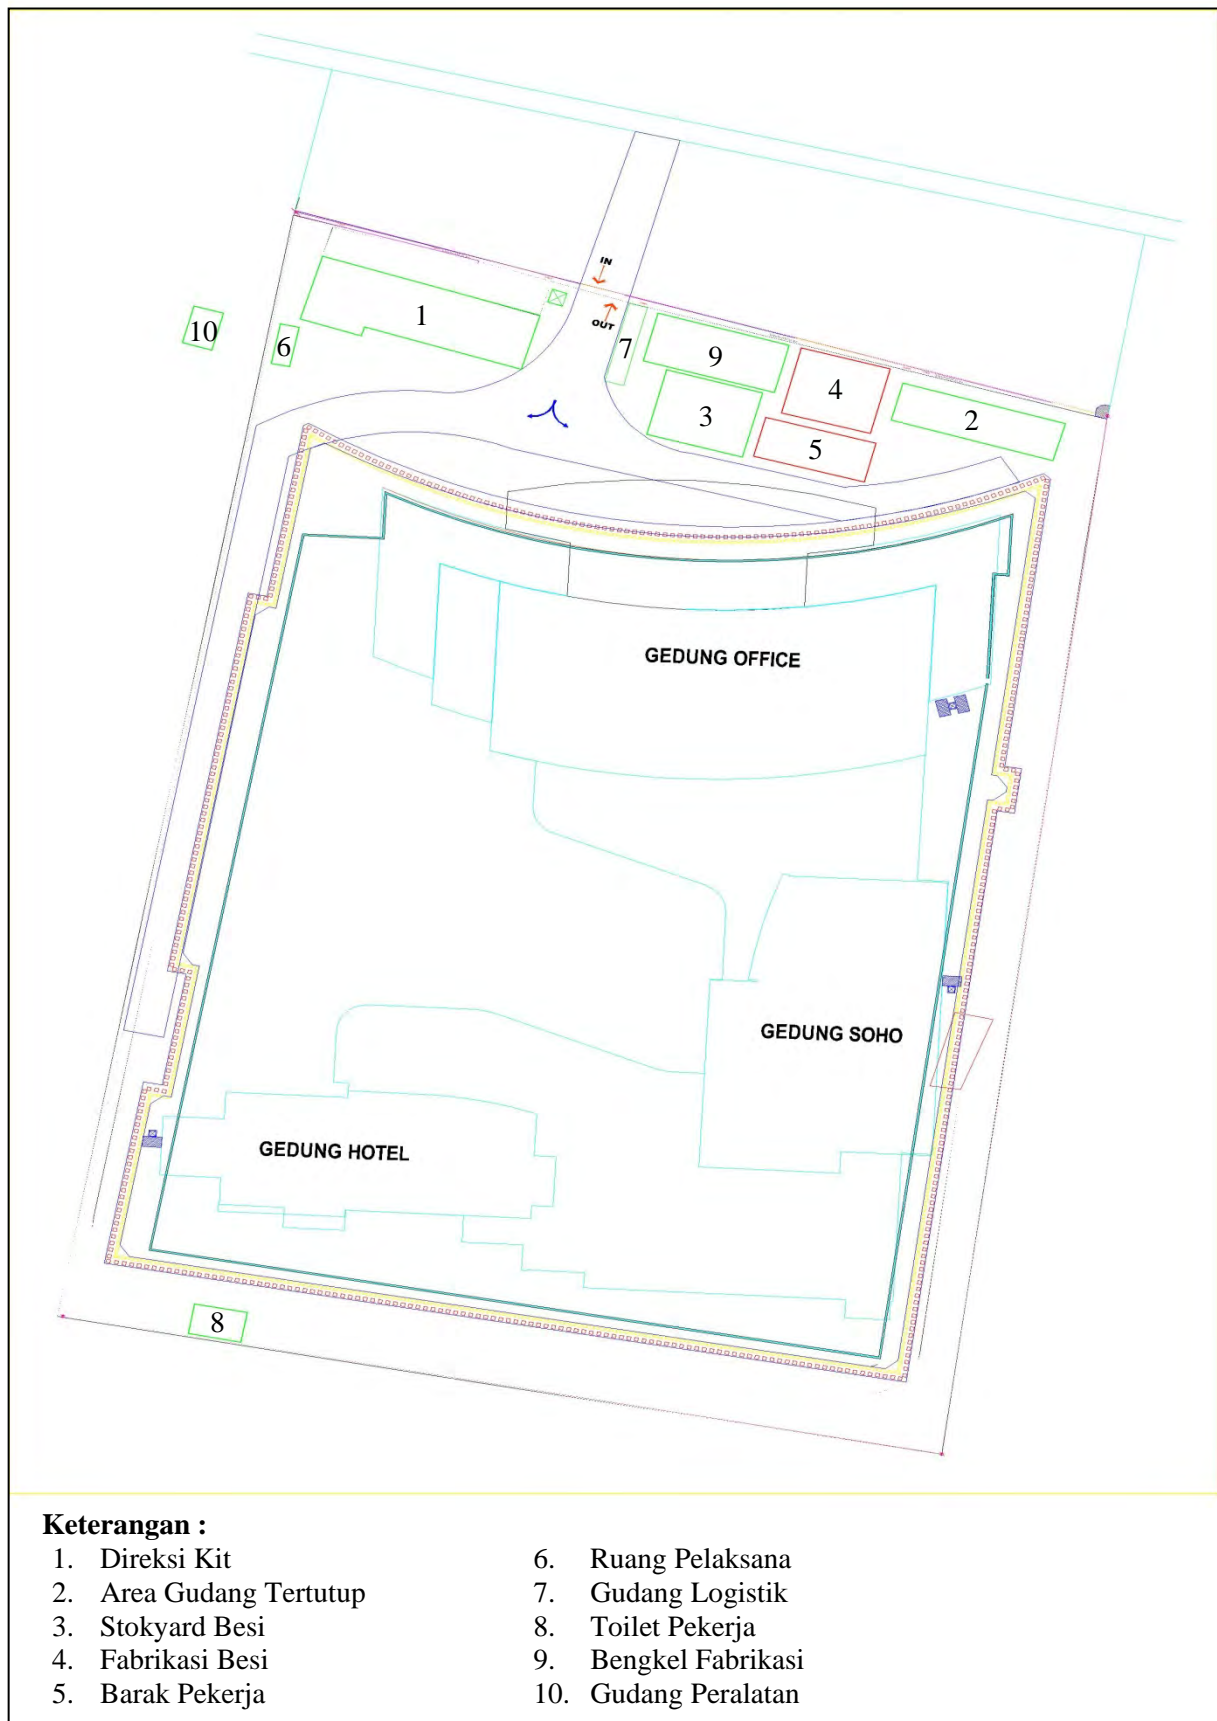 IN
OUT
1
10
6
7
9
4
3
2
5
GEDUNG OFFICE
GEDUNG SOHO
GEDUNG HOTEL
8
Keterangan :
1. Direksi Kit
2. Area Gudang Tertutup
3. Stokyard Besi
4. Fabrikasi Besi
5. Barak Pekerja
6. Ruang Pelaksana
7. Gudang Logistik
8. Toilet Pekerja
9. Bengkel Fabrikasi
10. Gudang Peralatan